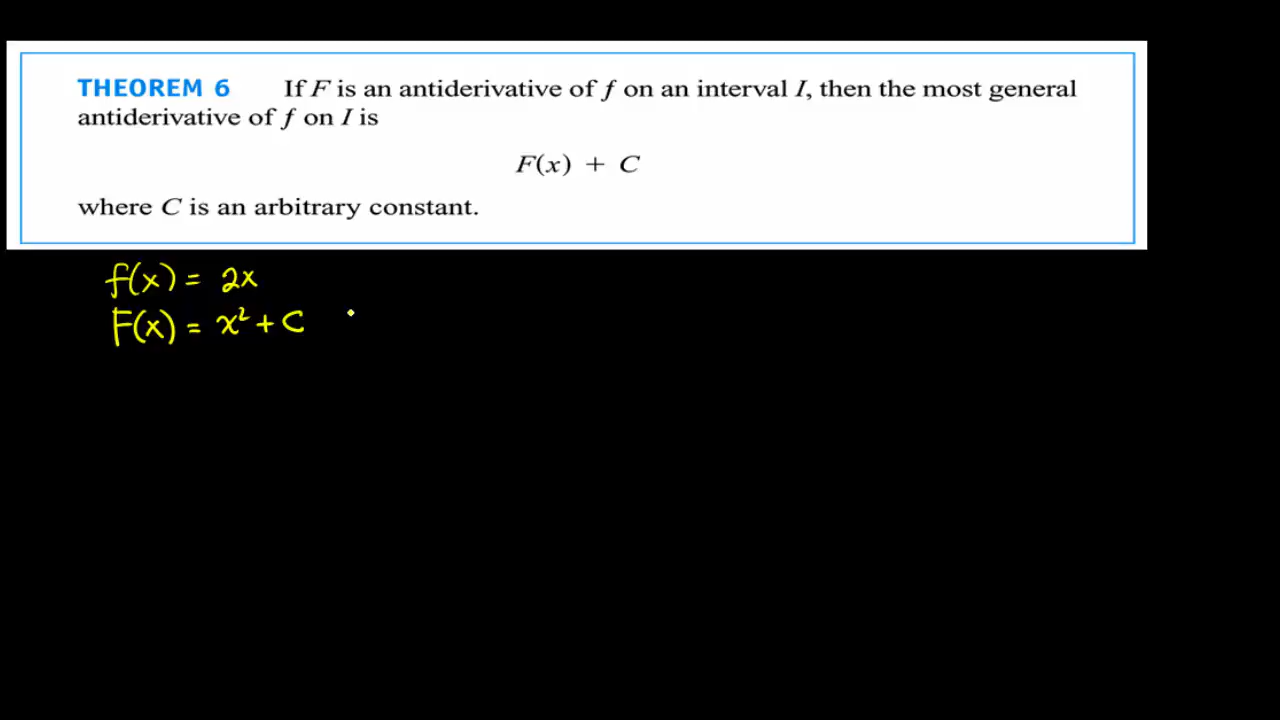 THEOREM 6 If F is an antiderivative of f on an interval I, then the most general
antiderivative of f on I is
F(x) + C
where C is an arbitrary constant.
f(x) = 2x
F(x) = x² + C